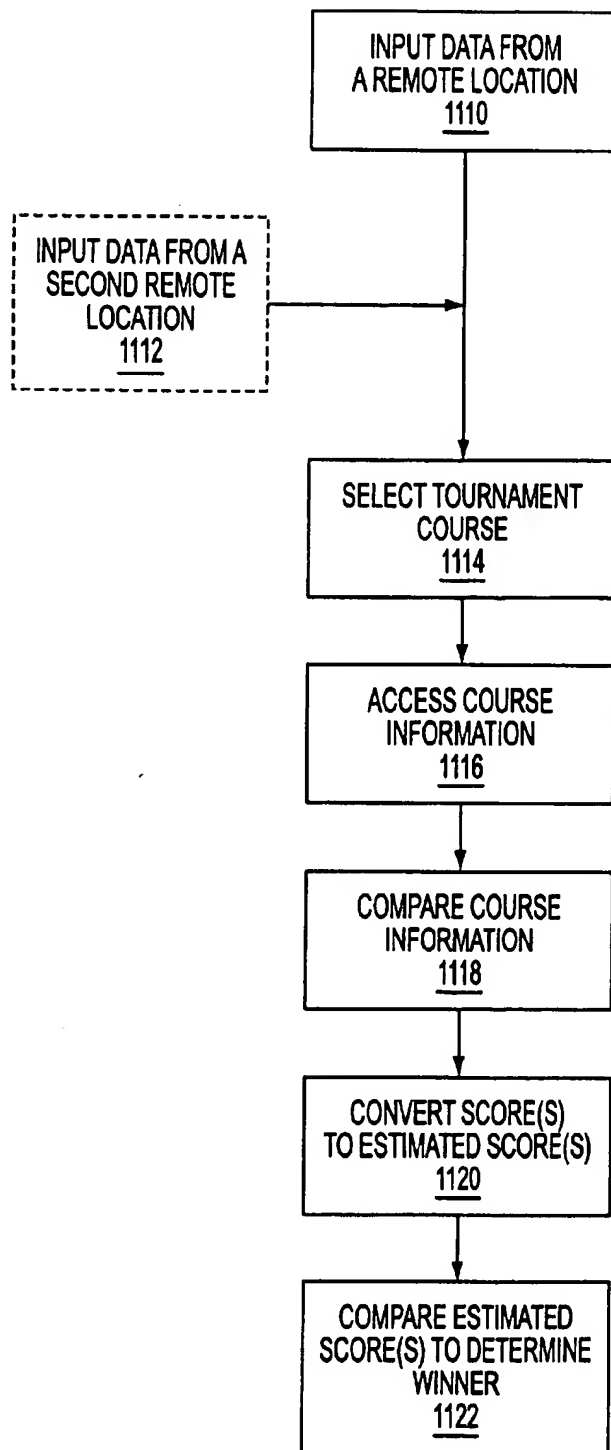 INPUT DATA FROM
A REMOTE LOCATION
1110
INPUT DATA FROM A
SECOND REMOTE
LOCATION
1112
SELECT TOURNAMENT
COURSE
1114
ACCESS COURSE
INFORMATION
1116
COMPARE COURSE
INFORMATION
1118
CONVERT SCORE(S)
TO ESTIMATED SCORE(S)
1120
COMPARE ESTIMATED
SCORE(S) TO DETERMINE
WINNER
1122